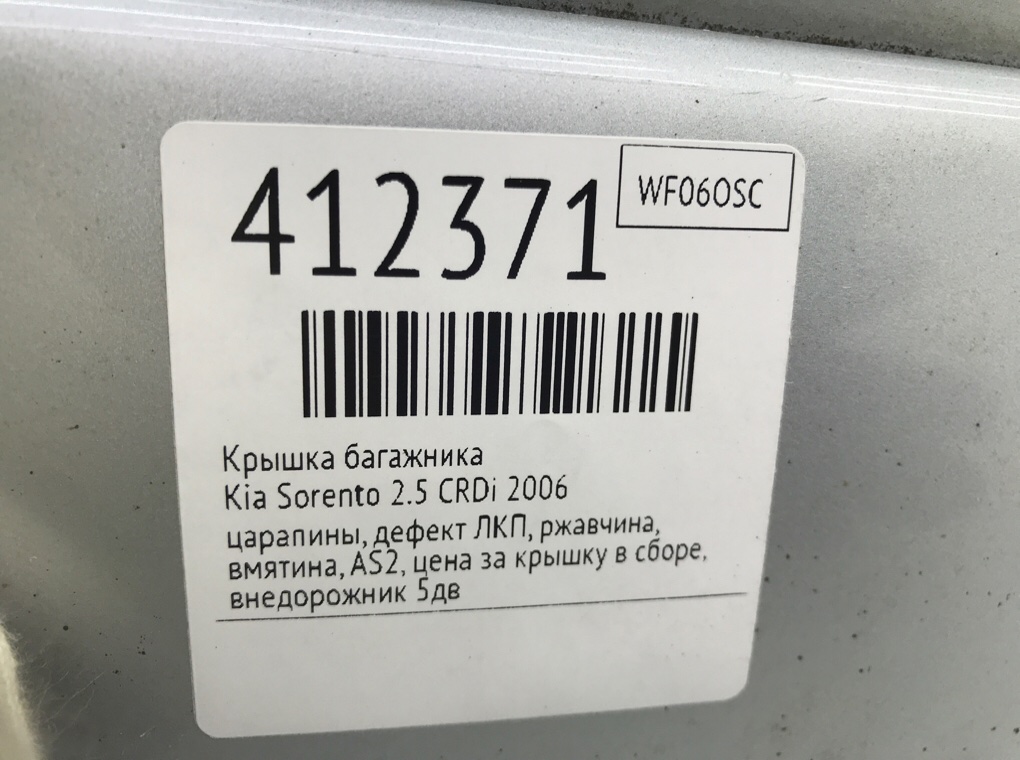 412371
WF06OSC
Крышка багажника
Kia Sorento 2.5 CRDi 2006
царапины, дефект ЛКП, ржавчина,
вмятина, AS2, цена за крышку в сборе,
внедорожник 5дв